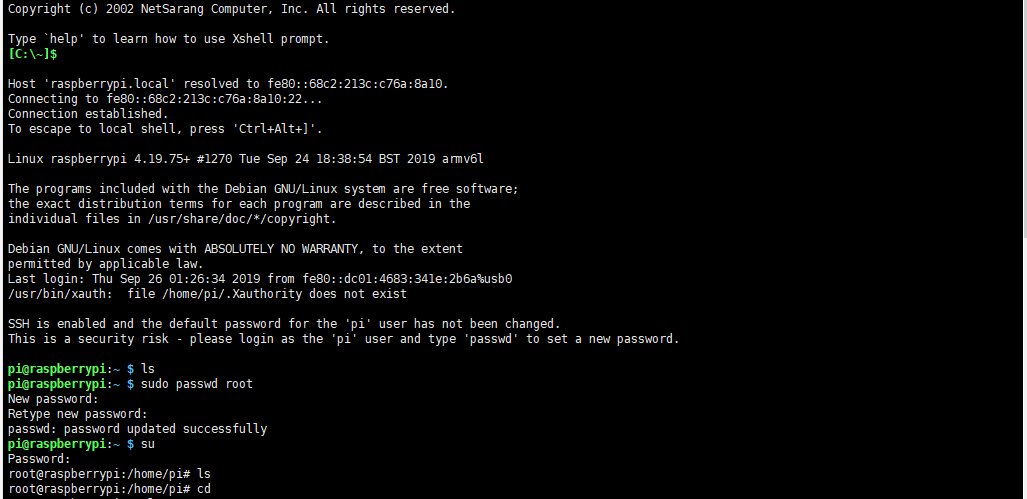 Copyright (c) 2002 NetSarang Computer, Inc. All rights reserved.
Type `help' to learn how to use Xshell prompt.
[C:\~]$
Host 'raspberrypi.local' resolved to fe80::68c2:213c:c76a:8a10.
Connecting to fe80::68c2:213c:c76a:8a10:22...
Connection established.
To escape to local shell, press 'Ctrl+Alt+]'.
Linux raspberrypi 4.19.75+ #1270 Tue Sep 24 18:38:54 BST 2019 armv6l
The programs included with the Debian GNU/Linux system are free software;
the exact distribution terms for each program are described in the
individual files in /usr/share/doc/*/copyright.
Debian GNU/Linux comes with ABSOLUTELY NO WARRANTY, to the extent
permitted by applicable law.
Last login: Thu Sep 26 01:26:34 2019 from fe80::dc01:4683:341e:2b6a%usb0
/usr/bin/xauth:  file /home/pi/.Xauthority does not exist
SSH is enabled and the default password for the 'pi' user has not been changed.
This is a security risk - please login as the 'pi' user and type 'passwd' to set a new password.
pi@raspberrypi:~ $ ls
pi@raspberrypi:~ $ sudo passwd root
New password:
Retype new password:
passwd: password updated successfully
pi@raspberrypi:~ $ su
Password:
root@raspberrypi:/home/pi# ls
root@raspberrypi:/home/pi# cd